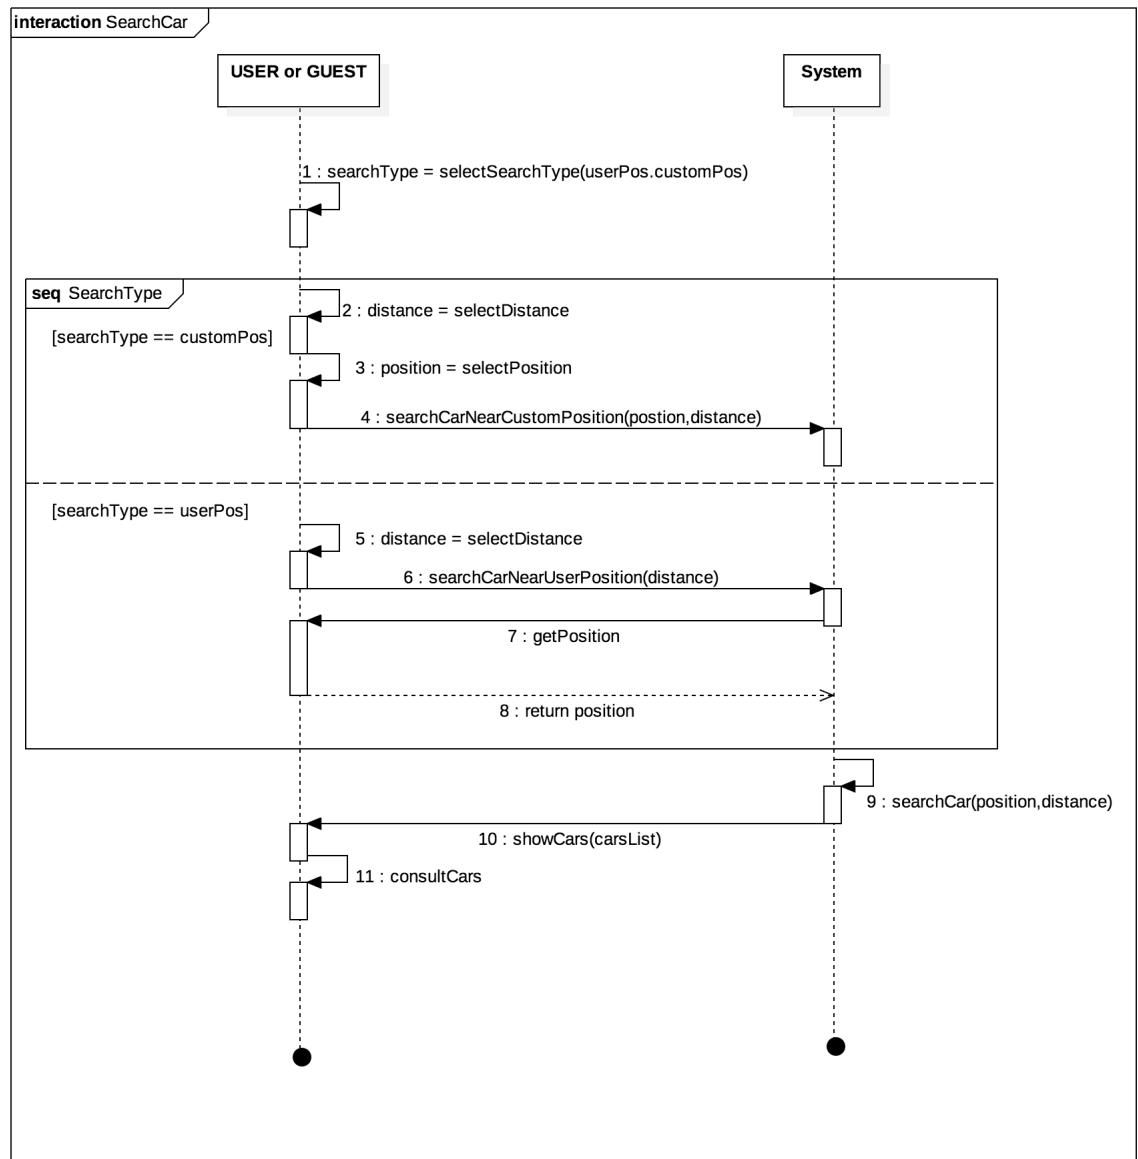 interaction SearchCar
USER or GUEST
System
1 : searchType = selectSearchType(userPos.customPos)
seq SearchType
2 : distance = selectDistance
[searchType == customPos]
3 : position = selectPosition
4 : searchCarNearCustomPosition(postion,distance)
[searchType == userPos]
5 : distance = selectDistance
6 : searchCarNearUserPosition(distance)
7 : getPosition
8 : return position
9 : searchCar(position,distance)
10 : showCars(carsList)
11 : consultCars